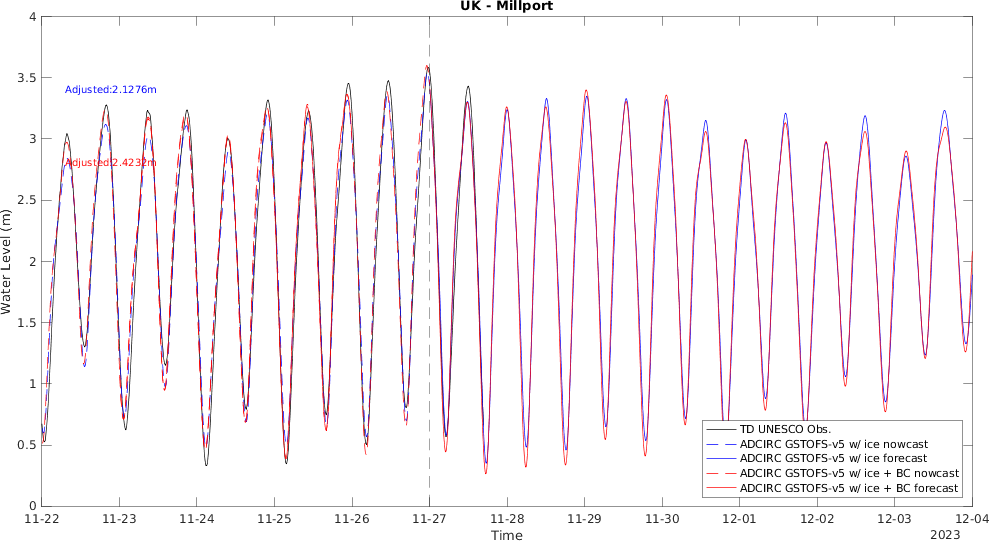 UK - Millport
4
3.5
3
2.5
2
1.5
1
0.5
0
Water Level (m)
Adjusted:2.1276m
Adjusted:2.4232m
TD UNESCO Obs.
ADCIRC GSTOFS-v5 w/ ice nowcast
ADCIRC GSTOFS-v5 w/ ice forecast
ADCIRC GSTOFS-v5 w/ ice + BC nowcast
ADCIRC GSTOFS-v5 w/ ice + BC forecast
11-22 11-23 11-24 11-25 11-26 11-27 11-28 11-29 11-30 12-01 12-02 12-03 12-04
Time
2023